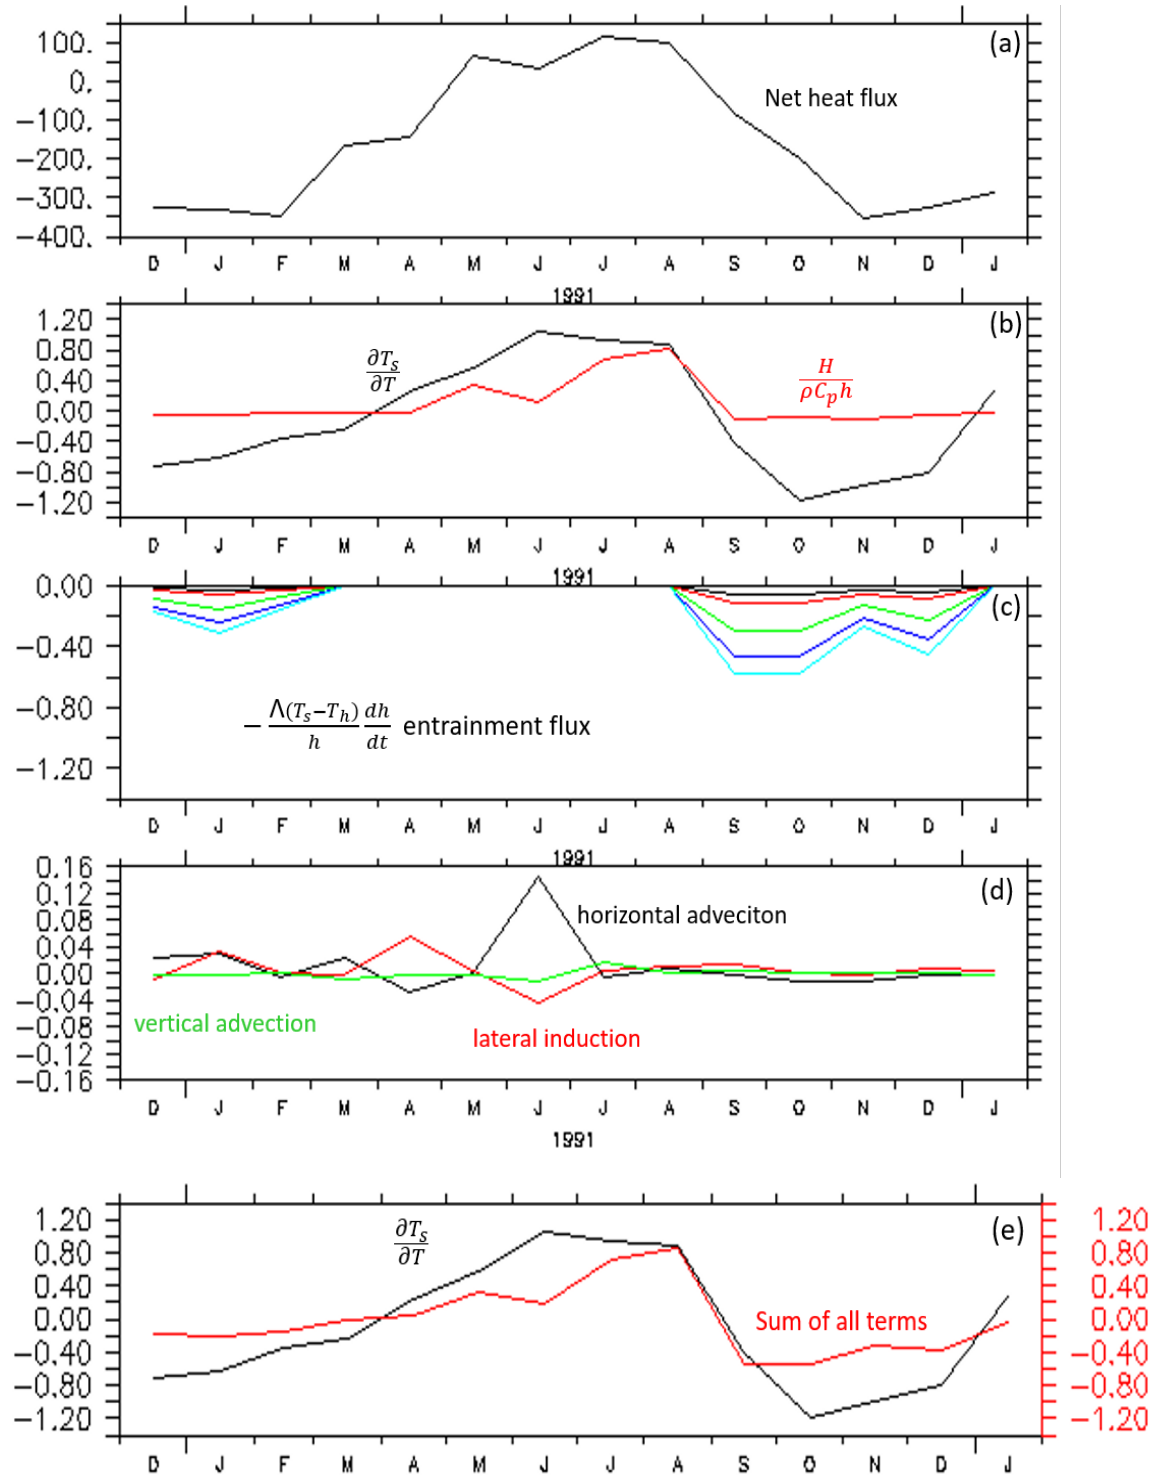 (a)
100.
0.
−100.
−200.
−300.
−400.
Net heat flux
D J F M A M J J A S O N D J
1991
(b)
1.20
0.80
0.40
0.00
−0.40
−0.80
−1.20
∂Tₛ/∂T
H/ρCₚh
D J F M A M J J A S O N D J
1991
(c)
0.00
−0.40
−0.80
−1.20
− Λ(Tₛ−Tₕ)/h dh/dt entrainment flux
D J F M A M J J A S O N D J
1991
(d)
0.16
0.12
0.08
0.04
0.00
−0.04
−0.08
−0.12
−0.16
horizontal adveciton
vertical advection
lateral induction
D J F M A M J J A S O N D J
1991
(e)
1.20 1.20
0.80 0.80
0.40 0.40
0.00 0.00
−0.40 −0.40
−0.80 −0.80
−1.20 −1.20
∂Tₛ/∂T
Sum of all terms
D J F M A M J J A S O N D J